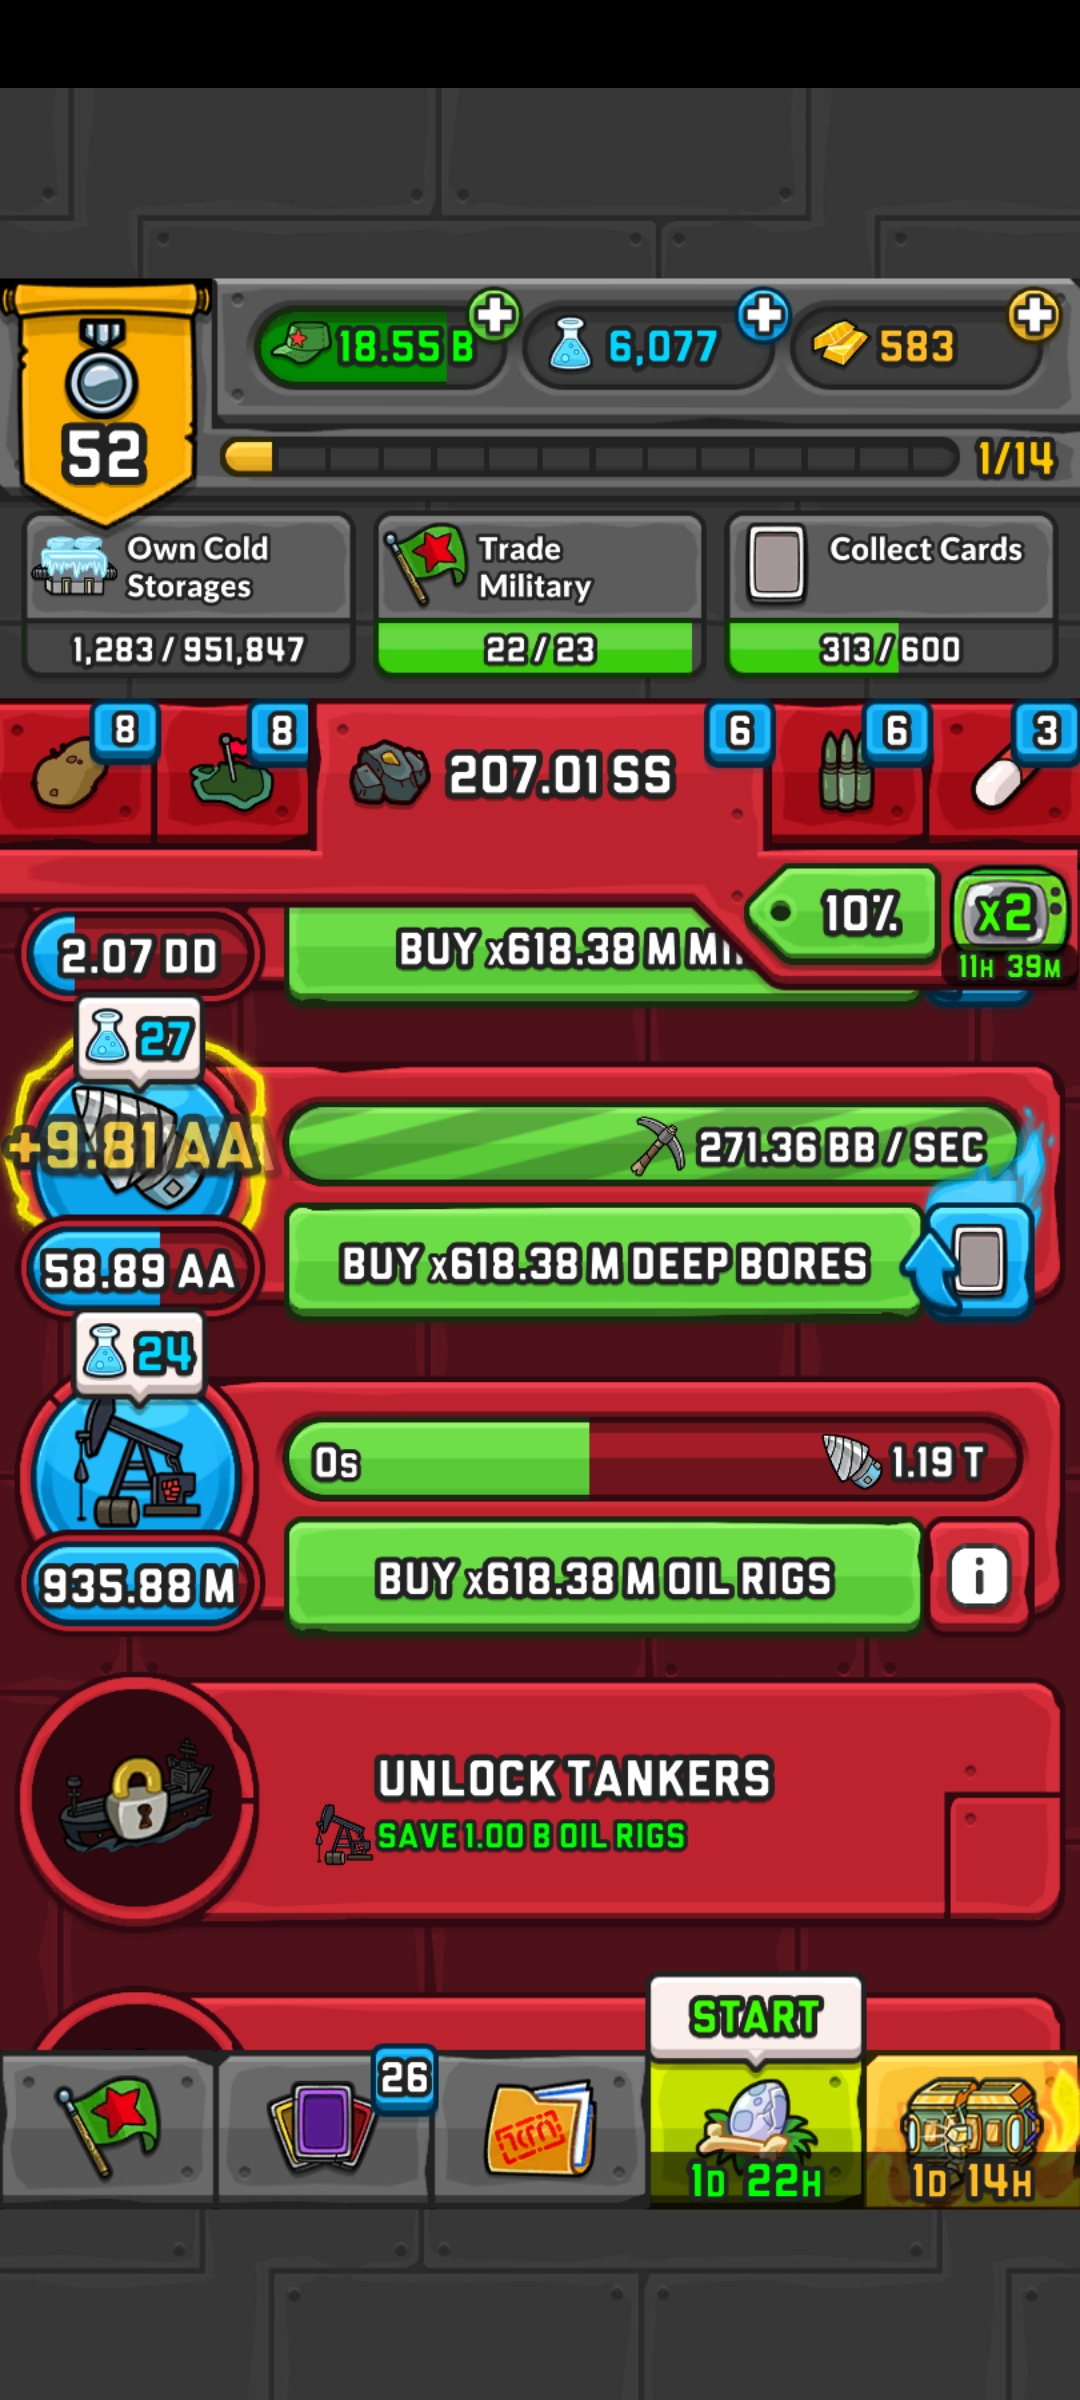 18.55 B
6,077
583
52
1/14
Own Cold
Storages
1,283 / 951,847
Trade
Military
22 / 23
Collect Cards
313 / 600
8
8
207.01 SS
6
6
3
10%
x2
11H 39M
2.07 DD
BUY x618.38 M
27
+9.81 AA
271.36 BB / SEC
58.89 AA
BUY x618.38 M DEEP BORES
24
0s
1.19 T
935.88 M
BUY x618.38 M OIL RIGS
i
UNLOCK TANKERS
SAVE 1.00 B OIL RIGS
START
26
1D 22H
1D 14H